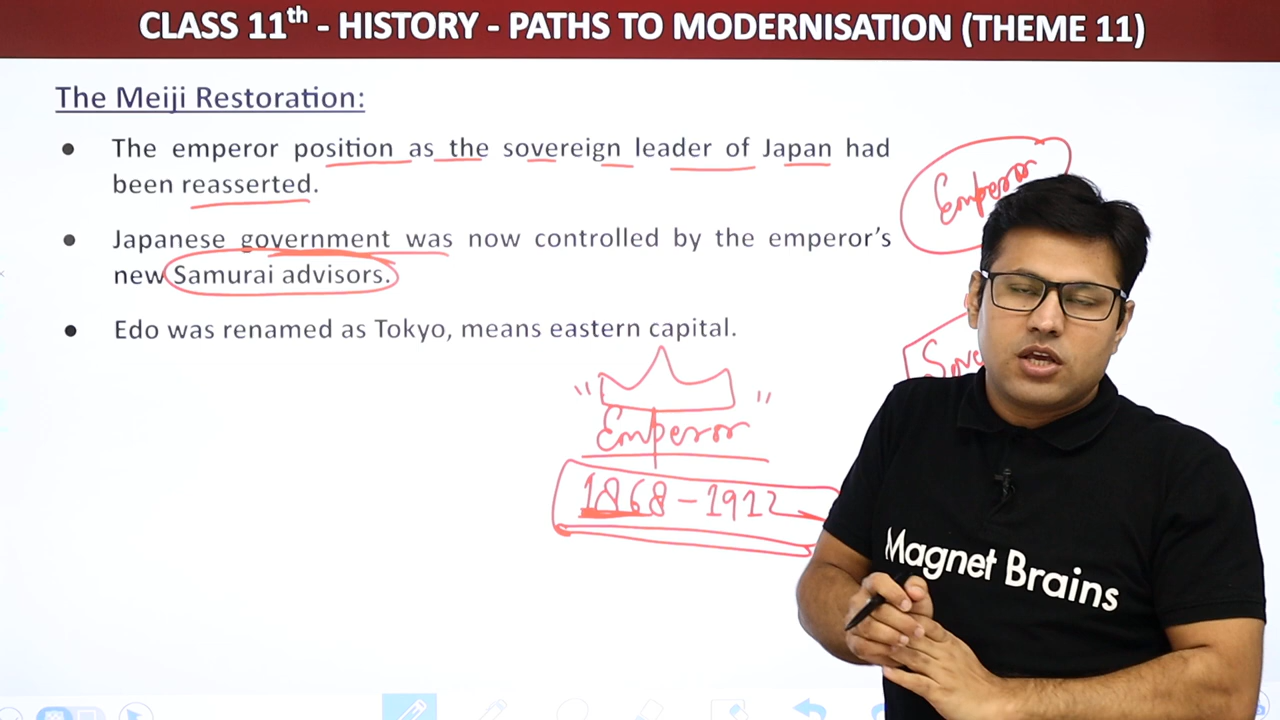 CLASS 11th - HISTORY - PATHS TO MODERNISATION (THEME 11)
The Meiji Restoration:
• The emperor position as the sovereign leader of Japan had
been reasserted.
• Japanese government was now controlled by the emperor's
new Samurai advisors.
• Edo was renamed as Tokyo, means eastern capital.
Emperor
" "
Emperor
1868 - 1912
Magnet Brains